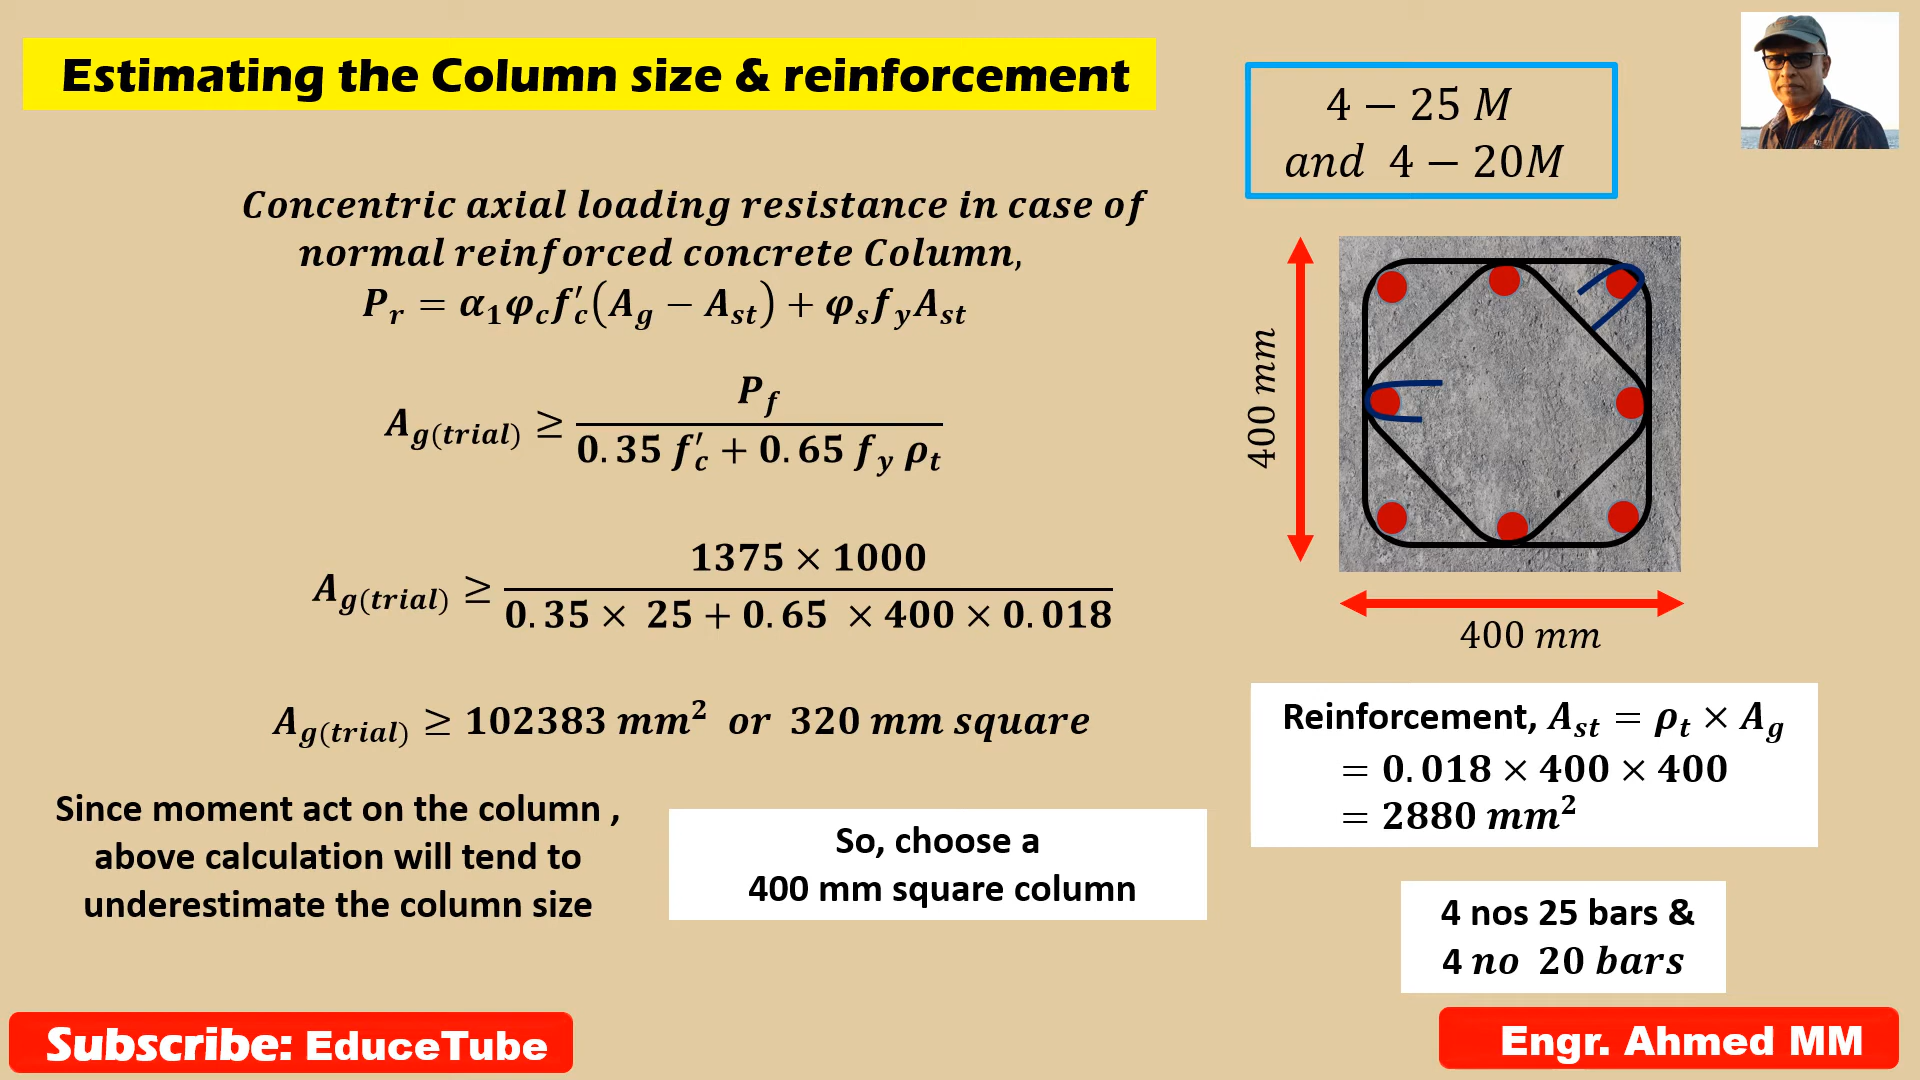 Estimating the Column size & reinforcement
Concentric axial loading resistance in case of
normal reinforced concrete Column,
P_r = α_1 φ_c f'_c (A_g − A_st) + φ_s f_y A_st
A_g(trial) ≥ P_f / (0.35 f'_c + 0.65 f_y ρ_t)
A_g(trial) ≥ (1375 × 1000) / (0.35 × 25 + 0.65 × 400 × 0.018)
A_g(trial) ≥ 102383 mm² or 320 mm square
Since moment act on the column ,
above calculation will tend to
underestimate the column size
So, choose a
400 mm square column
4 − 25 M
and 4 − 20M
400 mm
400 mm
Reinforcement, A_st = ρ_t × A_g
= 0.018 × 400 × 400
= 2880 mm²
4 nos 25 bars &
4 no 20 bars
Subscribe: EduceTube
Engr. Ahmed MM